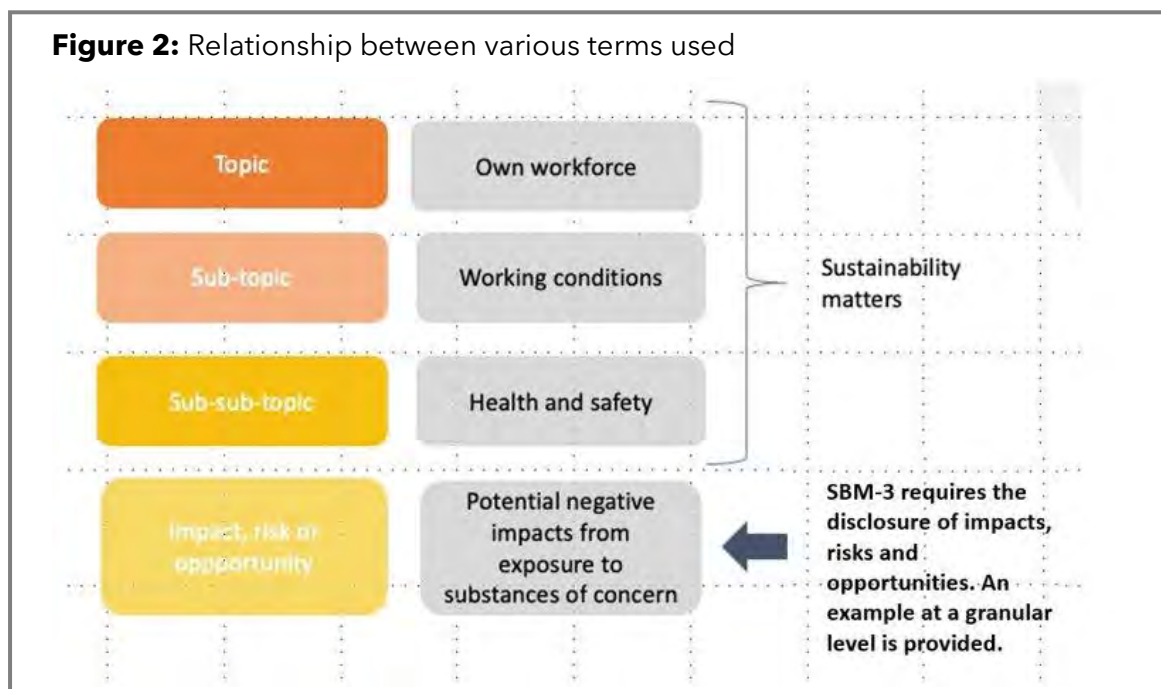 Figure 2: Relationship between various terms used
Topic
Own workforce
Sub-topic
Working conditions
Sub-sub-topic
Health and safety
Sustainability
matters
Impact, risk or
oppportunity
Potential negative
impacts from
exposure to
substances of concern
SBM-3 requires the
disclosure of impacts,
risks and
opportunities. An
example at a granular
level is provided.